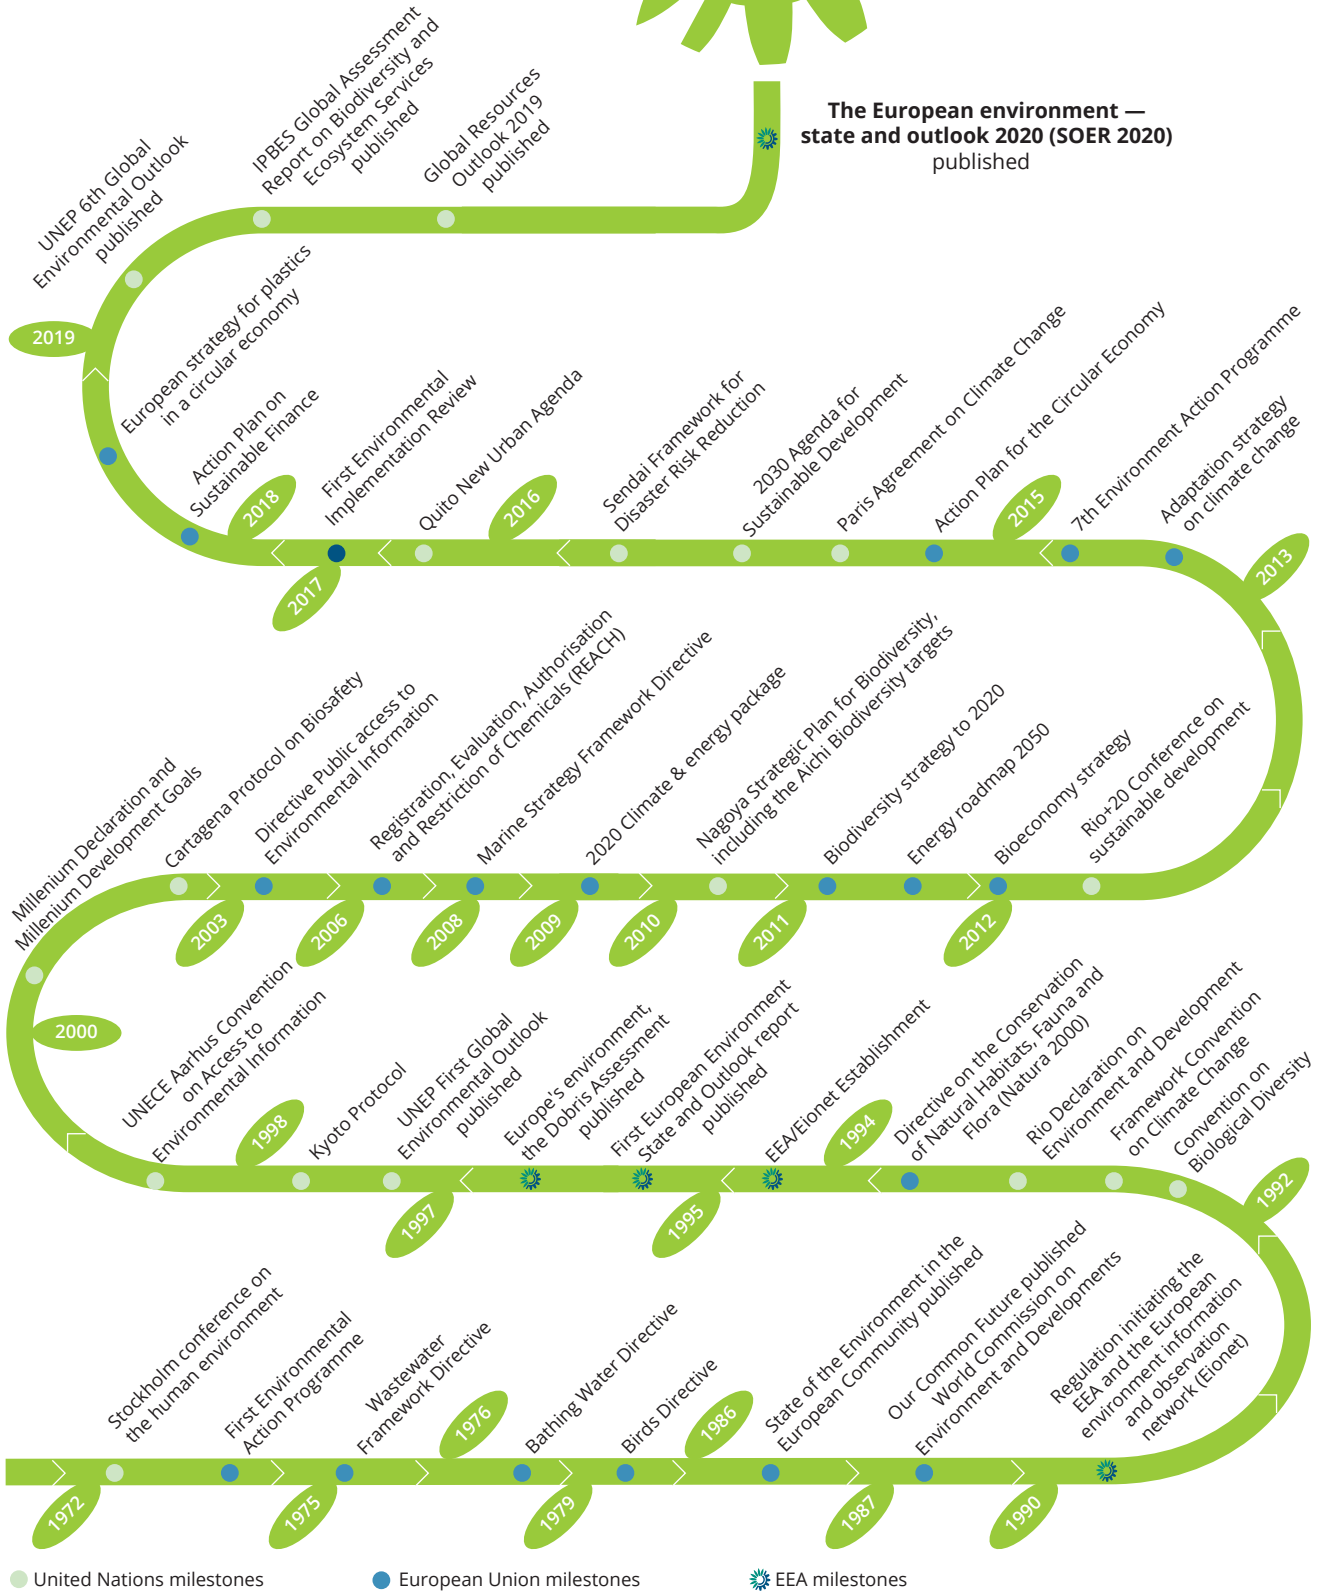 IPBES Global Assessment
Report on Biodiversity and
Ecosystem Services
published
Global Resources
Outlook 2019
published
The European environment —
state and outlook 2020 (SOER 2020)
published
UNEP 6th Global
Environmental Outlook
published
2019
European strategy for plastics
in a circular economy
Action Plan on
Sustainable Finance
2018
First Environmental
Implementation Review
2017
Quito New Urban Agenda
2016
Sendai Framework for
Disaster Risk Reduction
2030 Agenda for
Sustainable Development
Paris Agreement on Climate Change
Action Plan for the Circular Economy
2015
7th Environment Action Programme
Adaptation strategy
on climate change
2013
Millenium Declaration and
Millenium Development Goals
Cartagena Protocol on Biosafety
2003
Directive Public access to
Environmental Information
2006
Registration, Evaluation, Authorisation
and Restriction of Chemicals (REACH)
2008
Marine Strategy Framework Directive
2009
2020 Climate & energy package
2010
Nagoya Strategic Plan for Biodiversity,
including the Aichi Biodiversity targets
2011
Biodiversity strategy to 2020
Energy roadmap 2050
2012
Bioeconomy strategy
Rio+20 Conference on
sustainable development
2000
UNECE Aarhus Convention
on Access to
Environmental Information
1998
Kyoto Protocol
UNEP First Global
Environmental Outlook
published
1997
Europe's environment,
the Dobris Assessment
published
First European Environment
State and Outlook report
published
1995
EEA/Eionet Establishment
1994
Directive on the Conservation
of Natural Habitats, Fauna and
Flora (Natura 2000)
Rio Declaration on
Environment and Development
Framework Convention
on Climate Change
Convention on
Biological Diversity
1992
1972
Stockholm conference on
the human environment
First Environmental
Action Programme
1975
Wastewater
Framework Directive
1976
Bathing Water Directive
1979
Birds Directive
1986
State of the Environment in the
European Community published
1987
Our Common Future published
World Commission on
Environment and Developments
1990
Regulation initiating the
EEA and the European
environment information
and observation
network (Eionet)
United Nations milestones
European Union milestones
EEA milestones